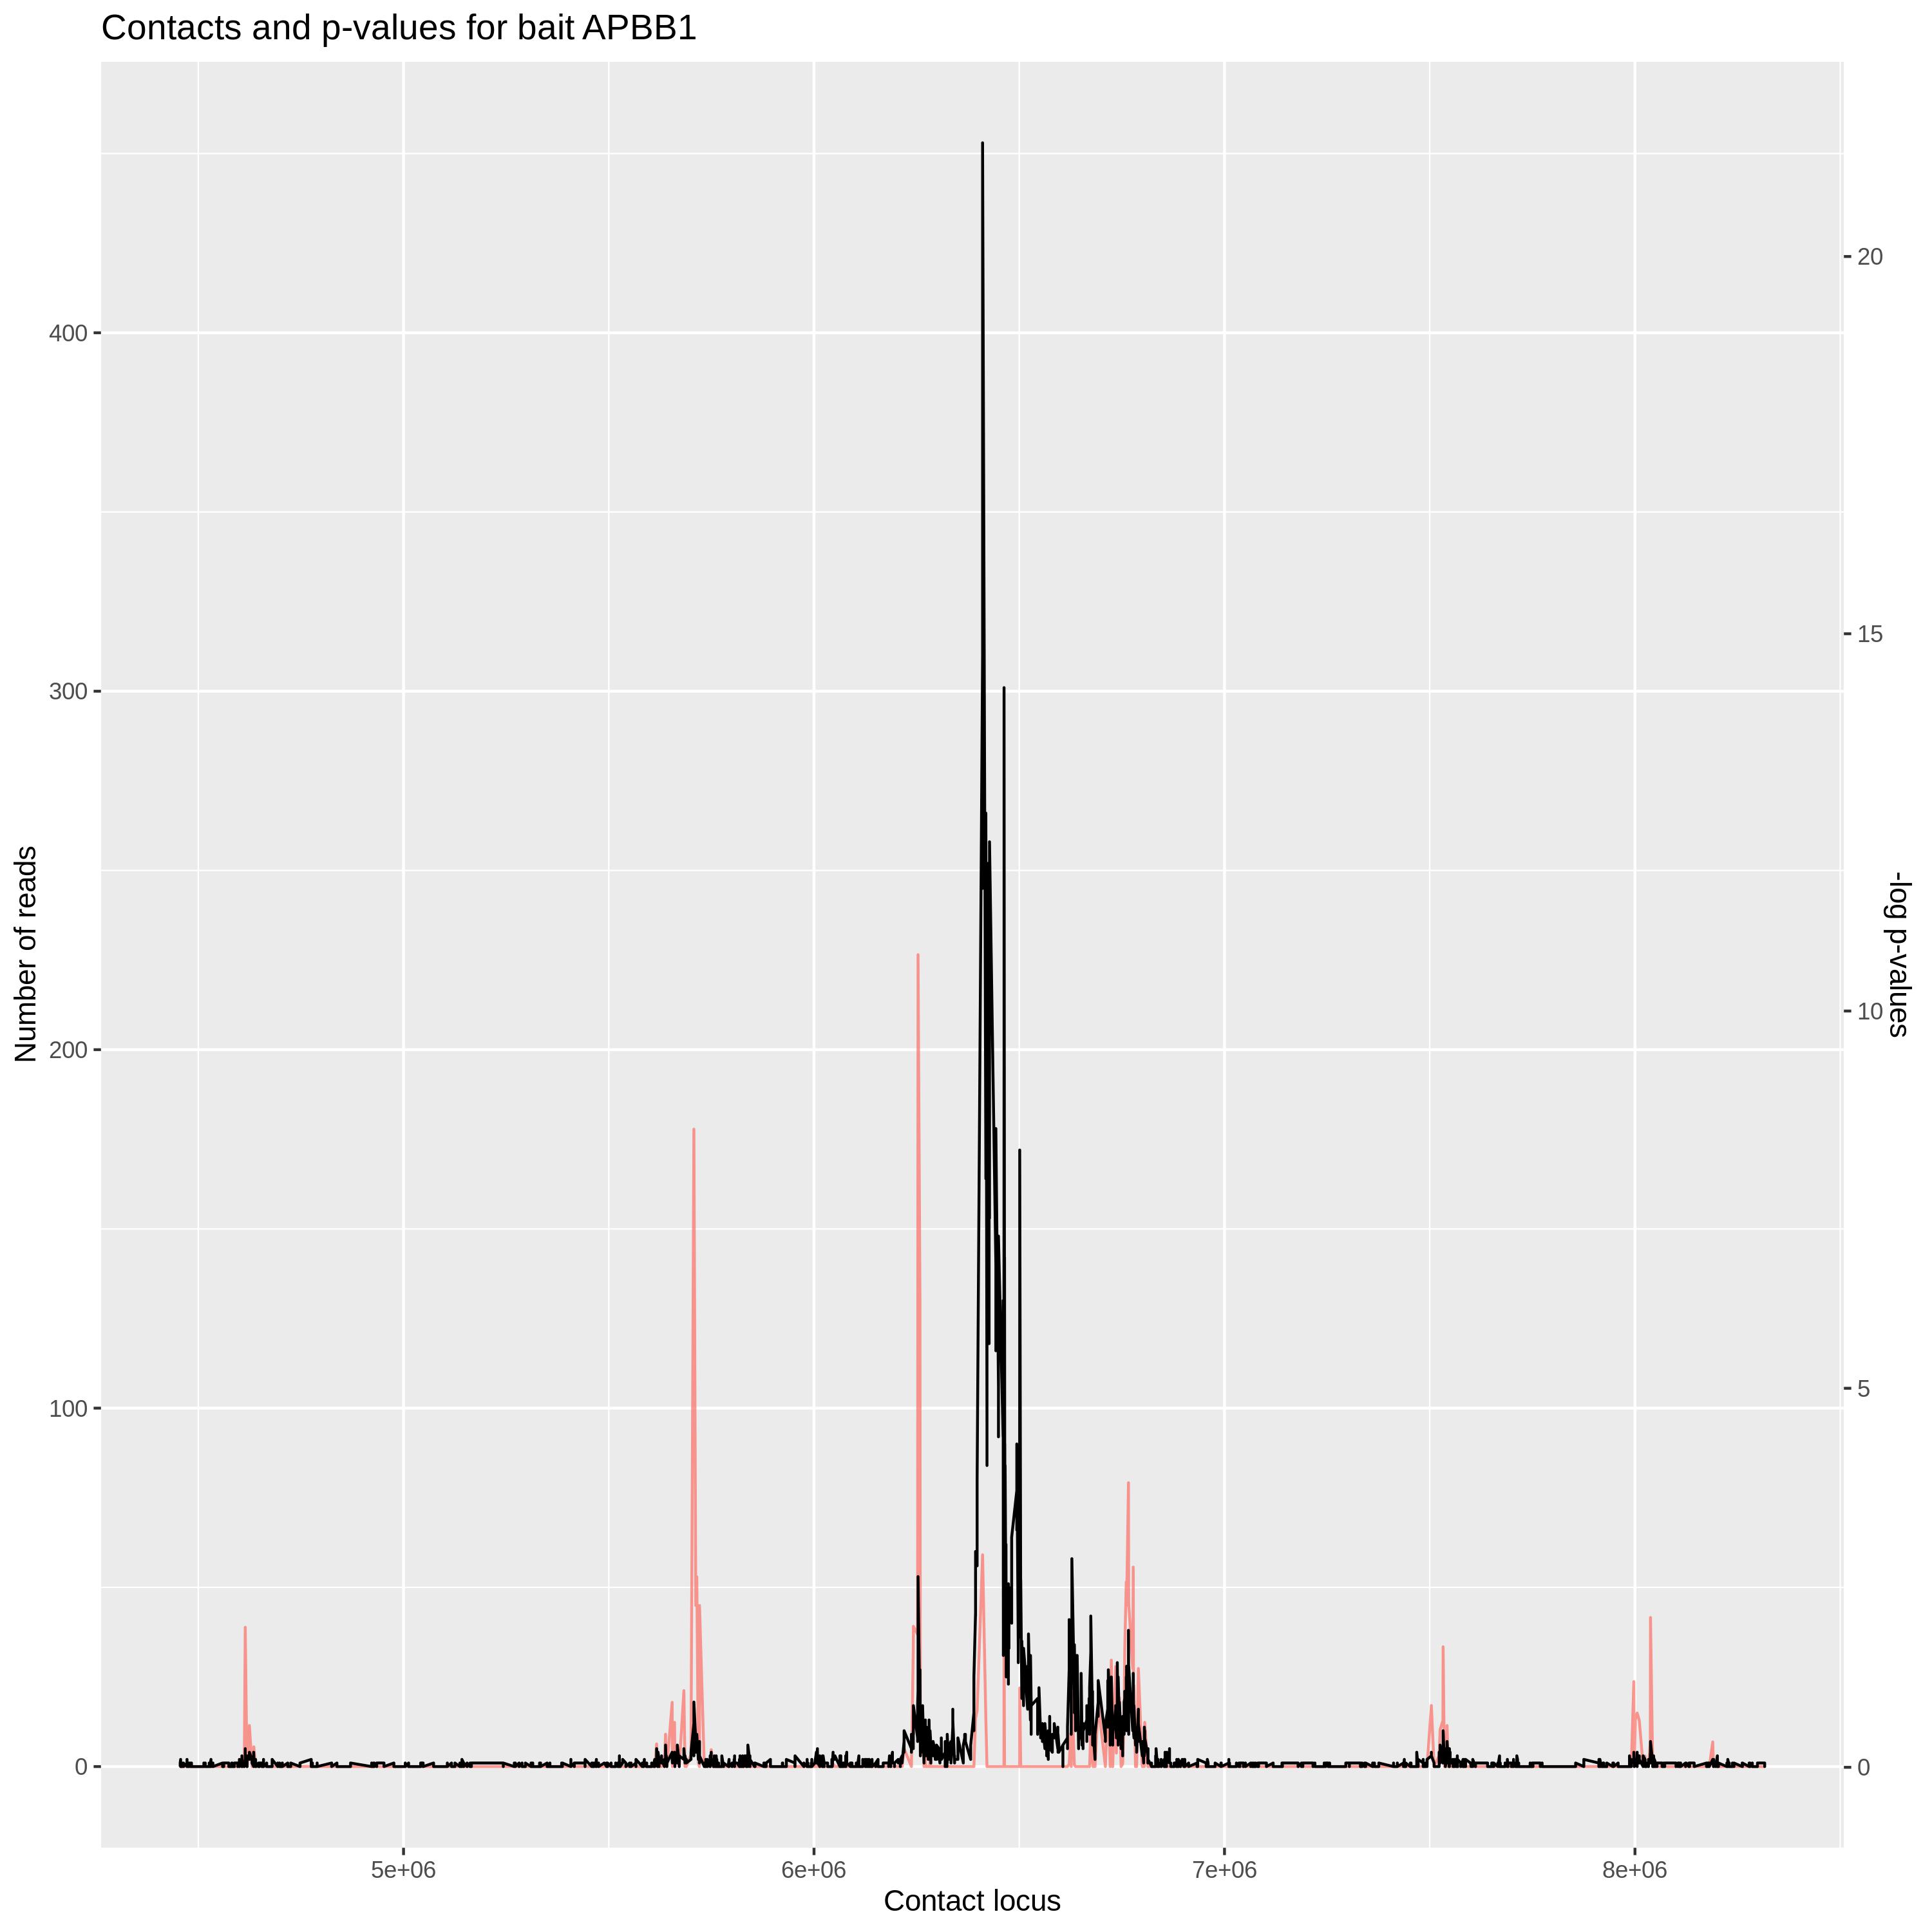 Contacts and p-values for bait APBB1
Number of reads
400
300
200
100
0
20
15
10
5
0
-log p-values
5e+06
6e+06
7e+06
8e+06
Contact locus